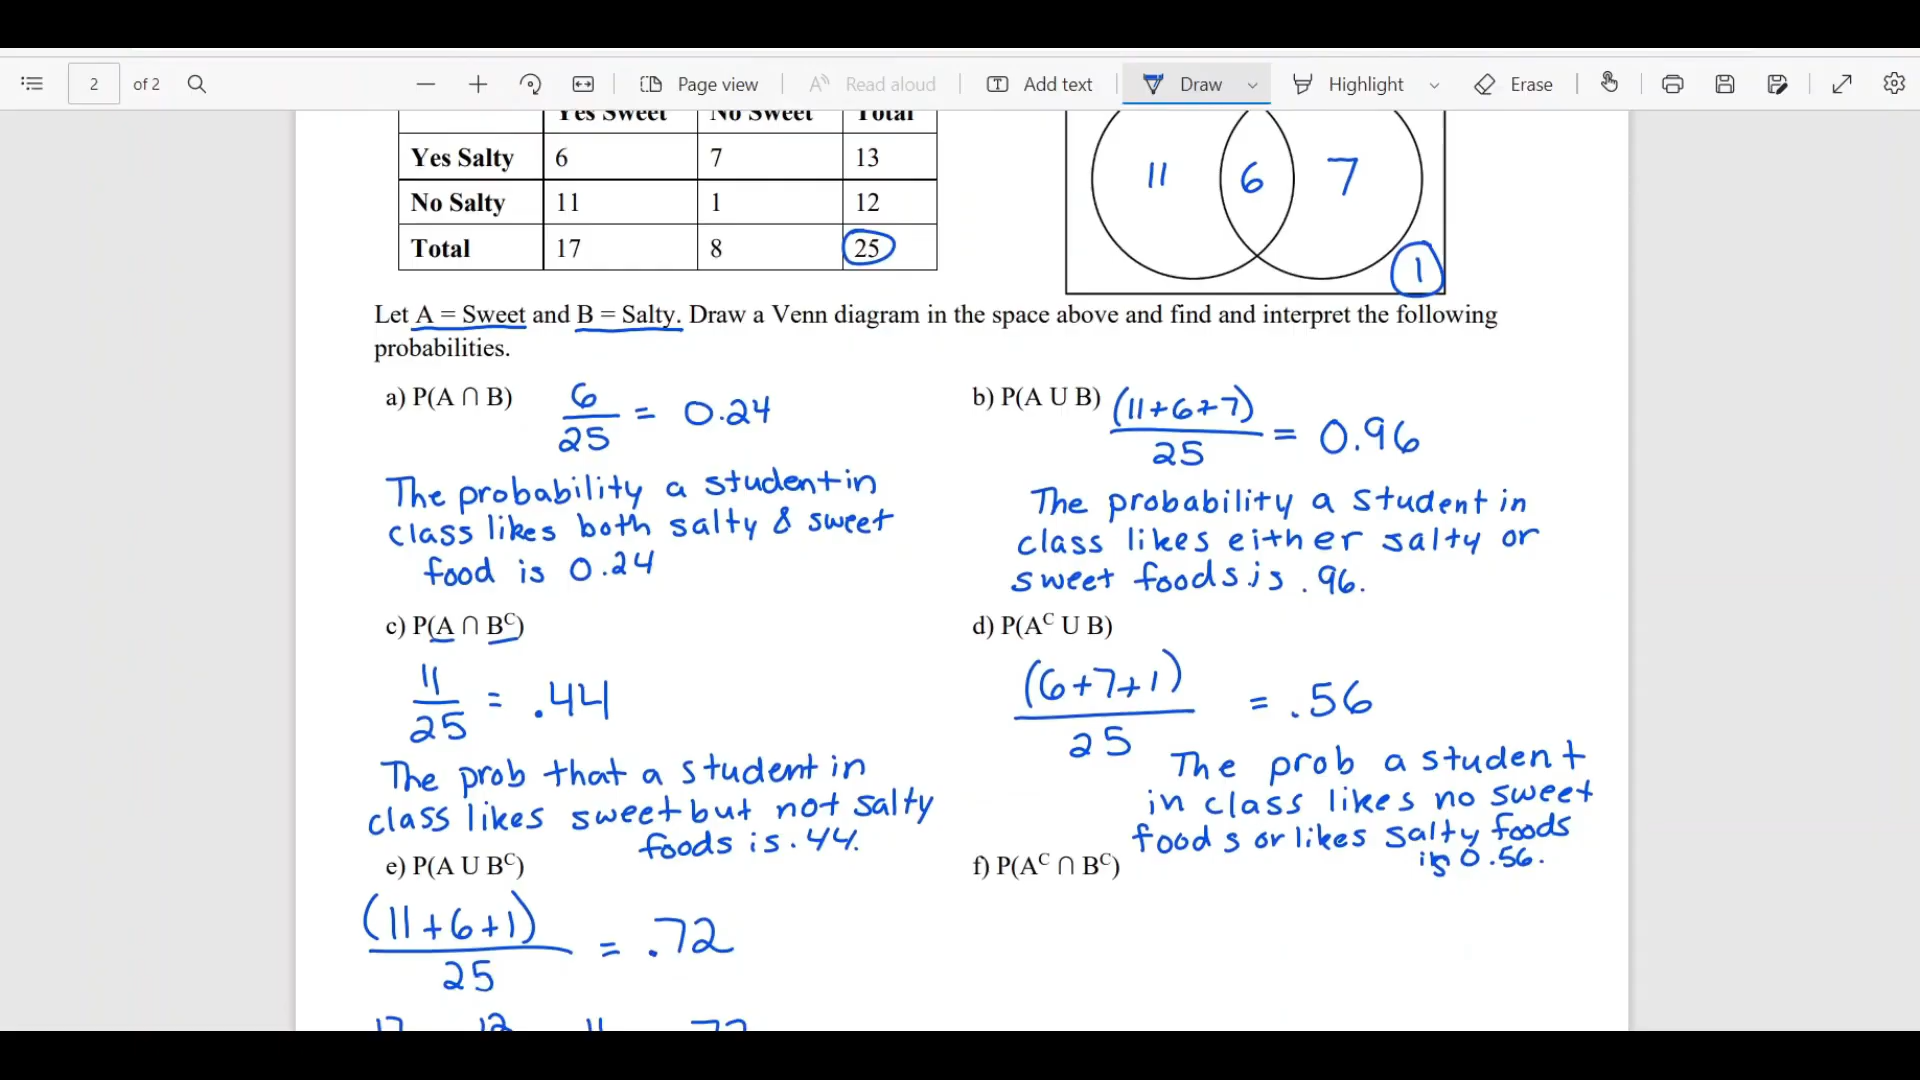 2 of 2 Page view Read aloud Add text Draw Highlight Erase
Yes Sweet No Sweet Total
Yes Salty 6 7 13
No Salty 11 1 12
Total 17 8 25
11 6 7
1
Let A = Sweet and B = Salty. Draw a Venn diagram in the space above and find and interpret the following
probabilities.
a) P(A ∩ B) 6/25 = 0.24
The probability a student in
class likes both salty & sweet
food is 0.24
b) P(A U B) (11+6+7)/25 = 0.96
The probability a student in
class likes either salty or
sweet foods is .96.
c) P(A ∩ Bᶜ)
11/25 = .44
The prob that a student in
class likes sweet but not salty
foods is .44.
d) P(Aᶜ U B)
(6+7+1)/25 = .56
The prob a student
in class likes no sweet
foods or likes salty foods
is 0.56.
e) P(A U Bᶜ)
(11+6+1)/25 = .72
f) P(Aᶜ ∩ Bᶜ)